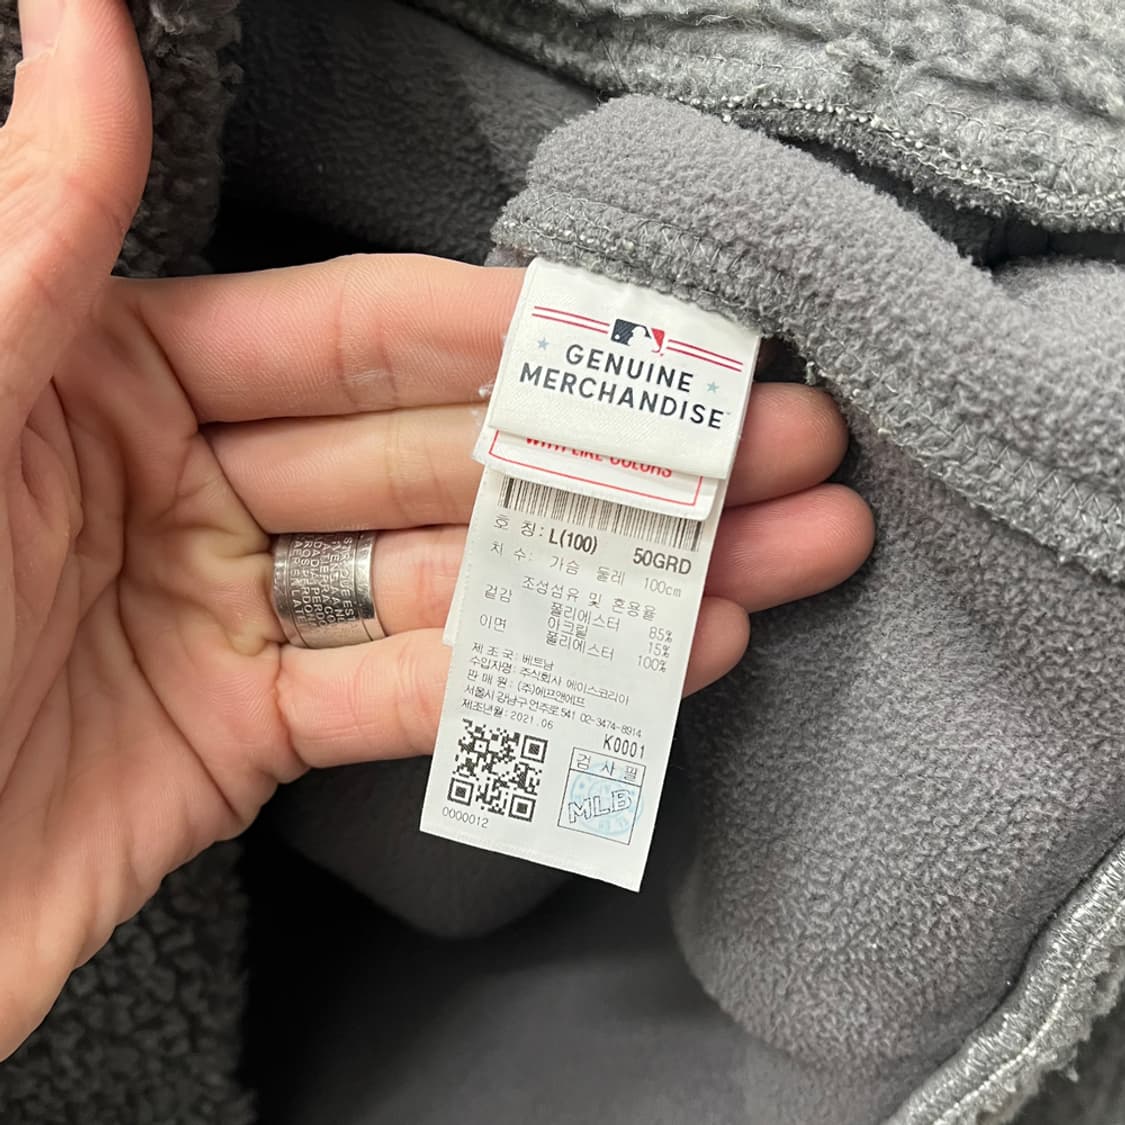 GENUINE
MERCHANDISE™
WITH LIKE COLORS
호 칭: L(100) 50GRD
치 수: 가슴 둘레 100cm
조성섬유 및 혼용율
겉감 폴리에스터 85%
아크릴 15%
이면 폴리에스터 100%
제 조 국: 베트남
수입자명: 주식회사 에이스코리아
판 매 원: (주)에프앤에프
서울시 강남구 언주로 541 02-3474-8914
제조년월: 2021.06
K0001
검 사 필
MLB
0000012